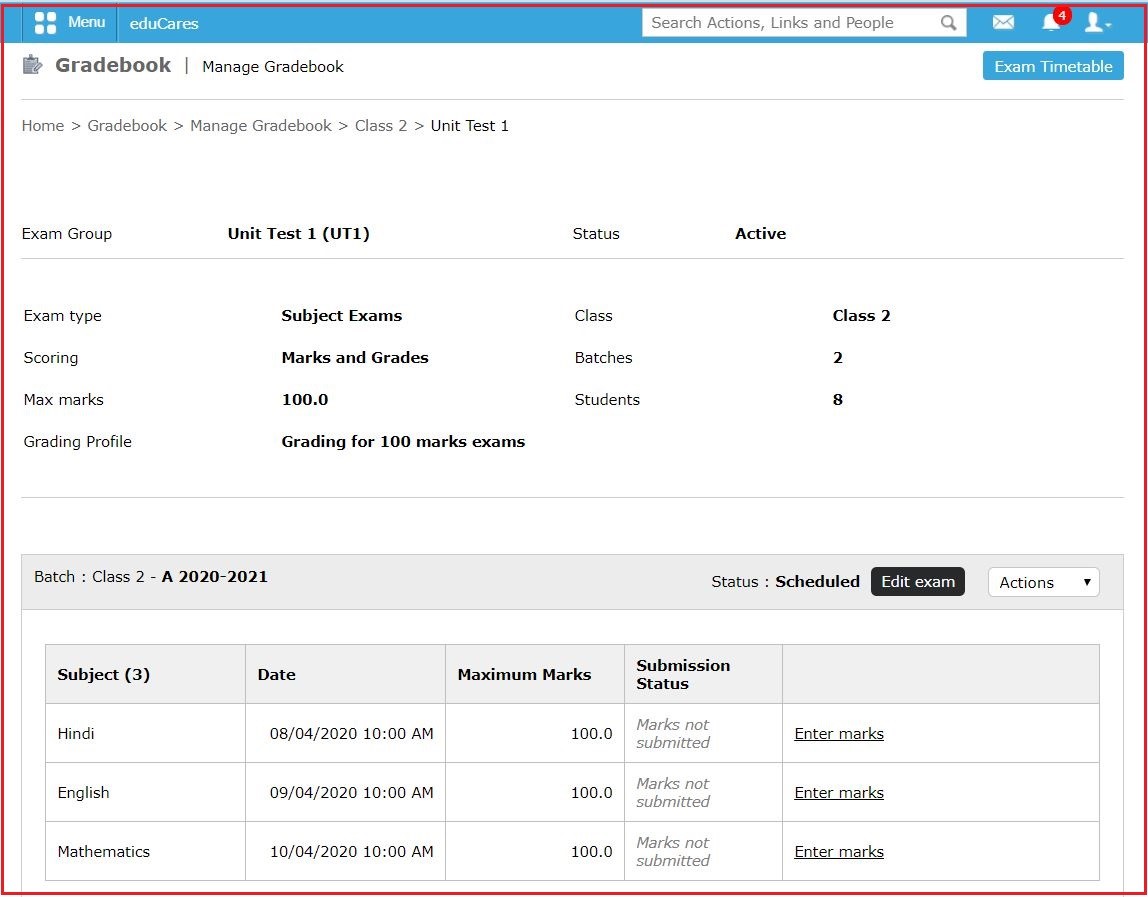 Menu eduCares Search Actions, Links and People 4
Gradebook | Manage Gradebook Exam Timetable
Home > Gradebook > Manage Gradebook > Class 2 > Unit Test 1
Exam Group Unit Test 1 (UT1) Status Active
Exam type Subject Exams Class Class 2
Scoring Marks and Grades Batches 2
Max marks 100.0 Students 8
Grading Profile Grading for 100 marks exams
Batch : Class 2 - A 2020-2021 Status : Scheduled Edit exam Actions
Subject (3) Date Maximum Marks Submission Status
Hindi 08/04/2020 10:00 AM 100.0 Marks not submitted Enter marks
English 09/04/2020 10:00 AM 100.0 Marks not submitted Enter marks
Mathematics 10/04/2020 10:00 AM 100.0 Marks not submitted Enter marks